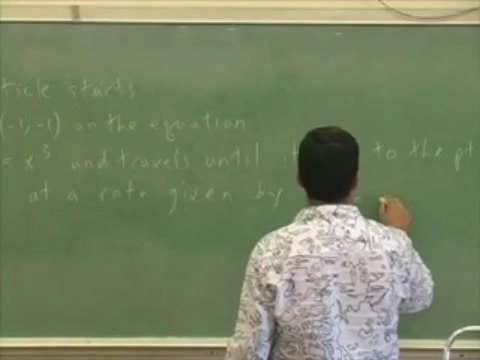 ticle starts
(-1, -1) on the equation
= x³ and travels until it to the pt
at a rate given by